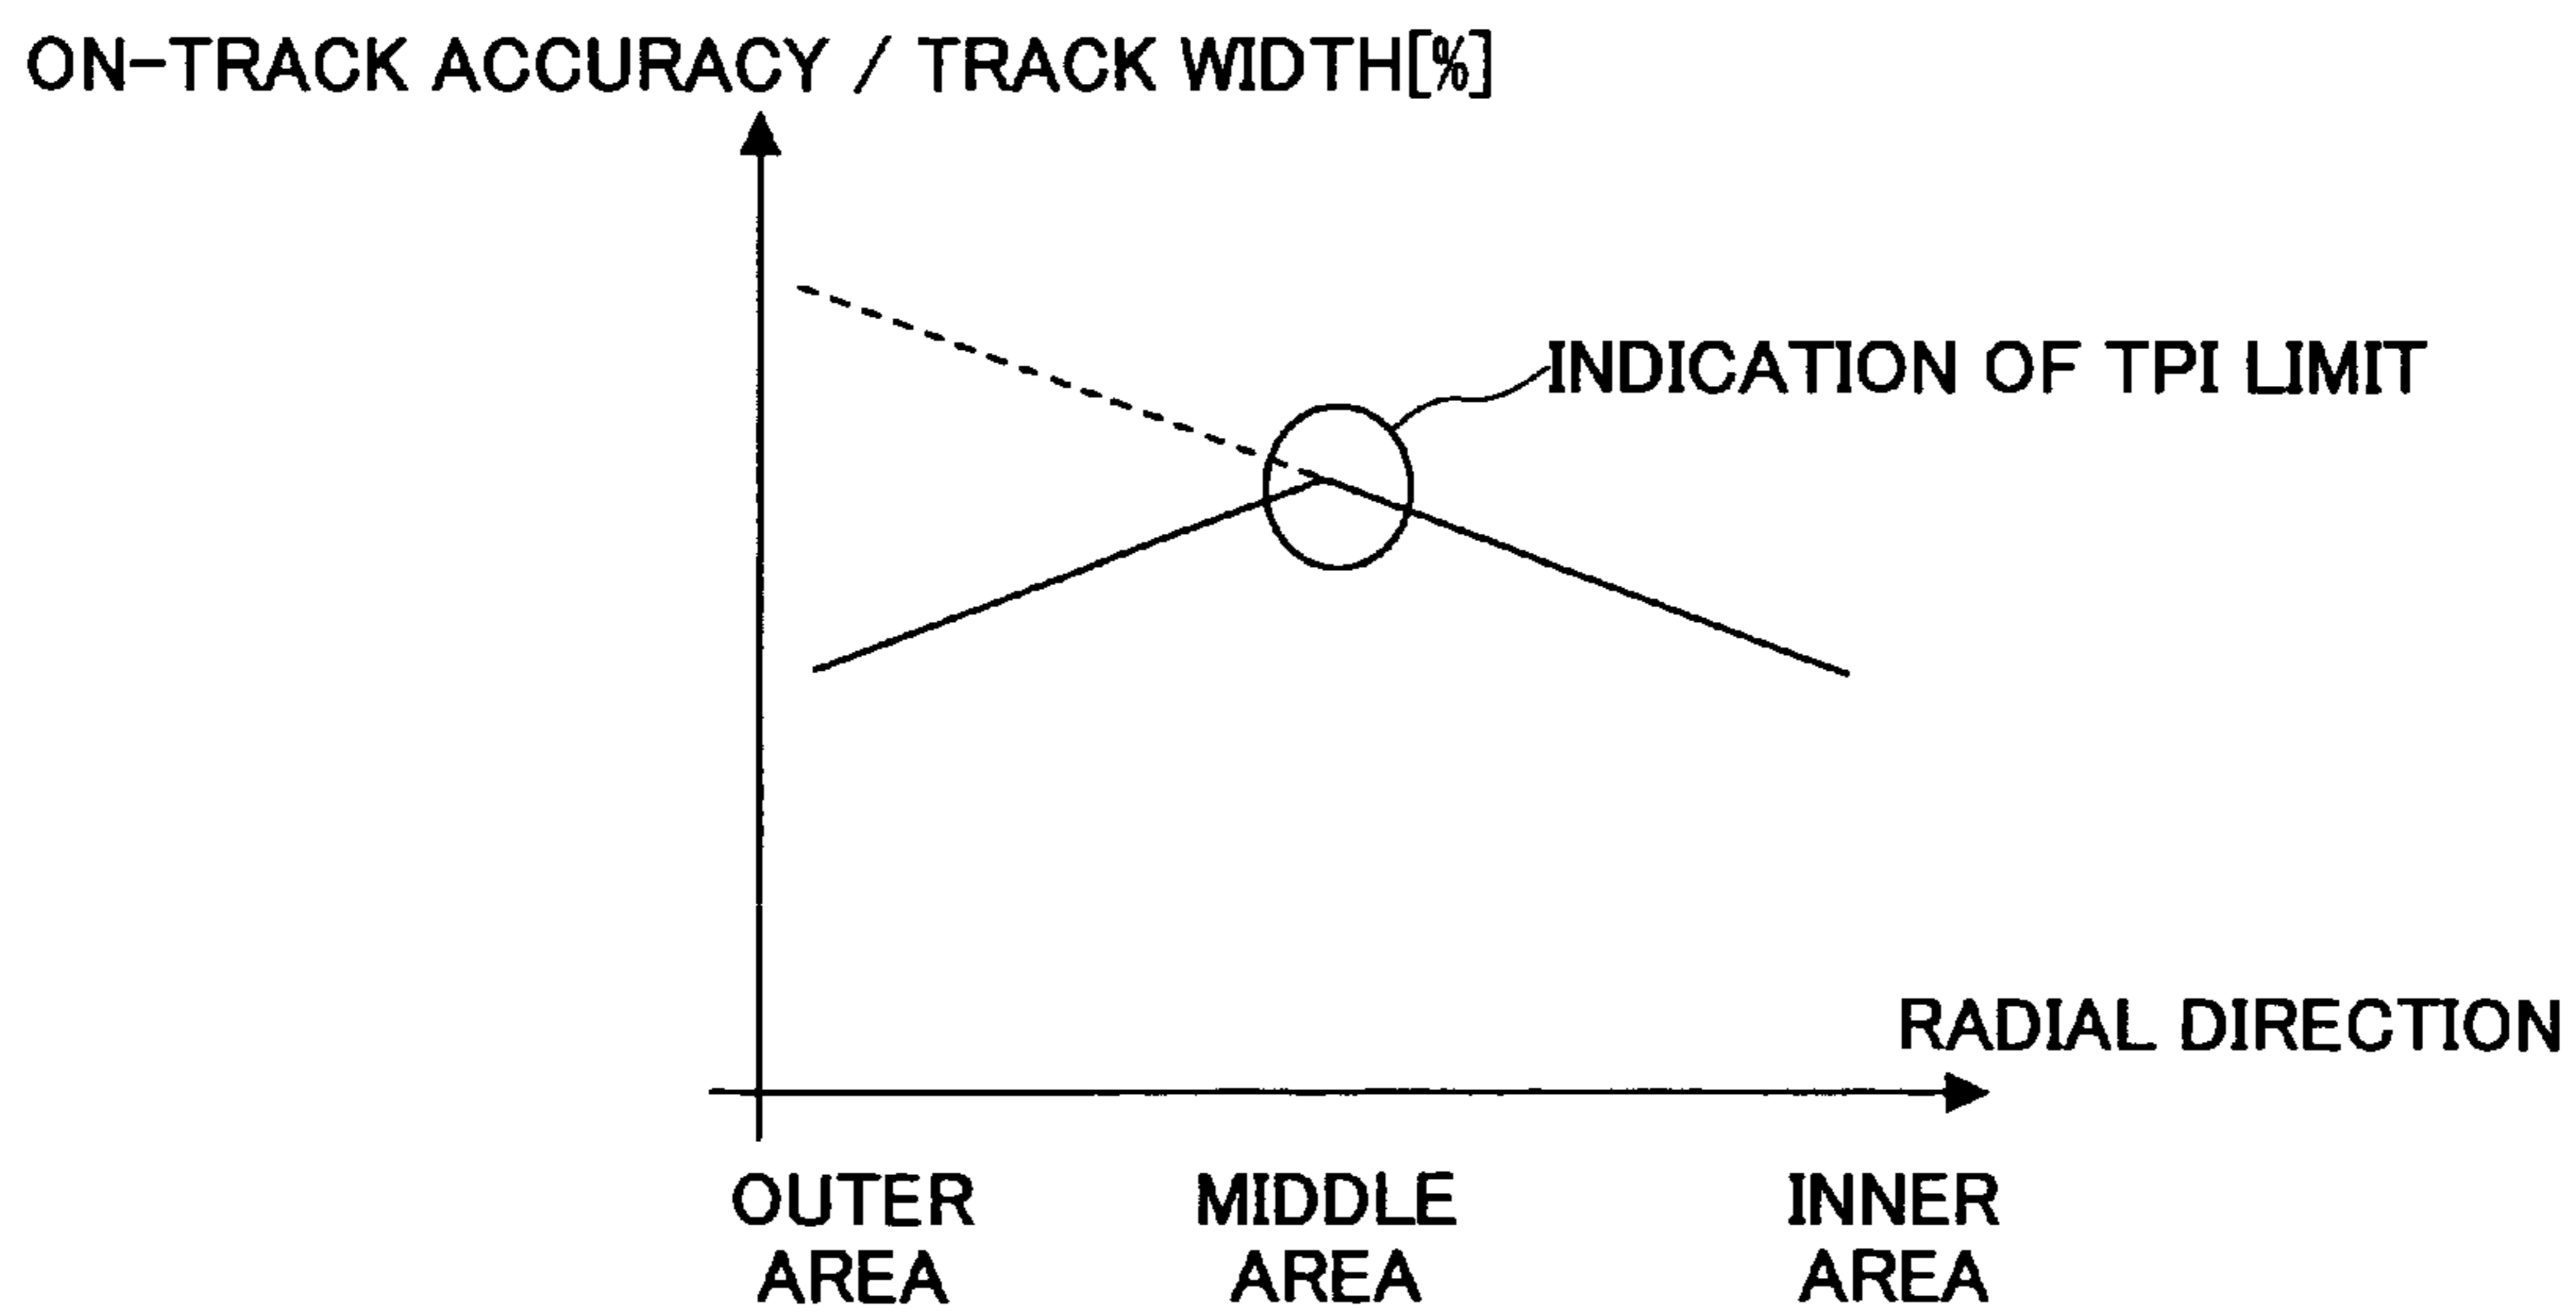 ON-TRACK ACCURACY / TRACK WIDTH[%]
INDICATION OF TPI LIMIT
RADIAL DIRECTION
OUTER AREA
MIDDLE AREA
INNER AREA